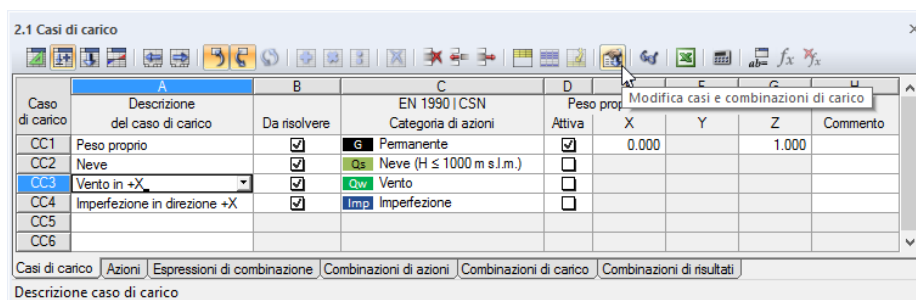 2.1 Casi di carico
A B C D G H
Caso di carico Descrizione del caso di carico Da risolvere EN 1990 | CSN Categoria di azioni Peso prop Attiva X Y Z Commento
Modifica casi e combinazioni di carico
CC1 Peso proprio G Permanente 0.000 1.000
CC2 Neve Qs Neve (H ≤ 1000 m s.l.m.)
CC3 Vento in +X Qw Vento
CC4 Imperfezione in direzione +X Imp Imperfezione
CC5
CC6
Casi di carico Azioni Espressioni di combinazione Combinazioni di azioni Combinazioni di carico Combinazioni di risultati
Descrizione caso di carico